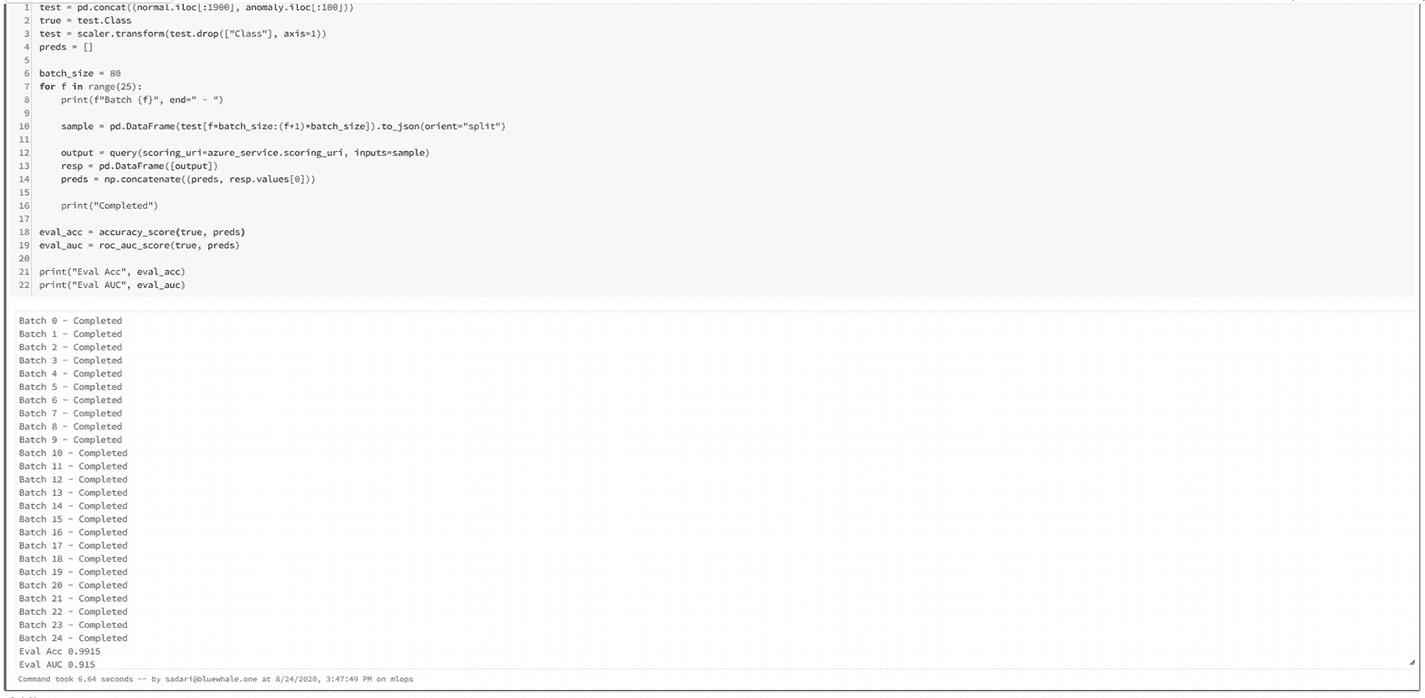 1 test = pd.concat((normal.iloc[:1900], anomaly.iloc[:100]))
2 true = test.Class
3 test = scaler.transform(test.drop(["Class"], axis=1))
4 preds = []
5
6 batch_size = 80
7 for f in range(25):
8     print(f"Batch {f}", end=" - ")
9
10     sample = pd.DataFrame(test[f*batch_size:(f+1)*batch_size]).to_json(orient="split")
11
12     output = query(scoring_uri=azure_service.scoring_uri, inputs=sample)
13     resp = pd.DataFrame([output])
14     preds = np.concatenate((preds, resp.values[0]))
15
16     print("Completed")
17
18 eval_acc = accuracy_score(true, preds)
19 eval_auc = roc_auc_score(true, preds)
20
21 print("Eval Acc", eval_acc)
22 print("Eval AUC", eval_auc)
Batch 0 - Completed
Batch 1 - Completed
Batch 2 - Completed
Batch 3 - Completed
Batch 4 - Completed
Batch 5 - Completed
Batch 6 - Completed
Batch 7 - Completed
Batch 8 - Completed
Batch 9 - Completed
Batch 10 - Completed
Batch 11 - Completed
Batch 12 - Completed
Batch 13 - Completed
Batch 14 - Completed
Batch 15 - Completed
Batch 16 - Completed
Batch 17 - Completed
Batch 18 - Completed
Batch 19 - Completed
Batch 20 - Completed
Batch 21 - Completed
Batch 22 - Completed
Batch 23 - Completed
Batch 24 - Completed
Eval Acc 0.9915
Eval AUC 0.915
Command took 6.64 seconds -- by sadari@bluewhale.one at 8/24/2020, 3:47:49 PM on mlops